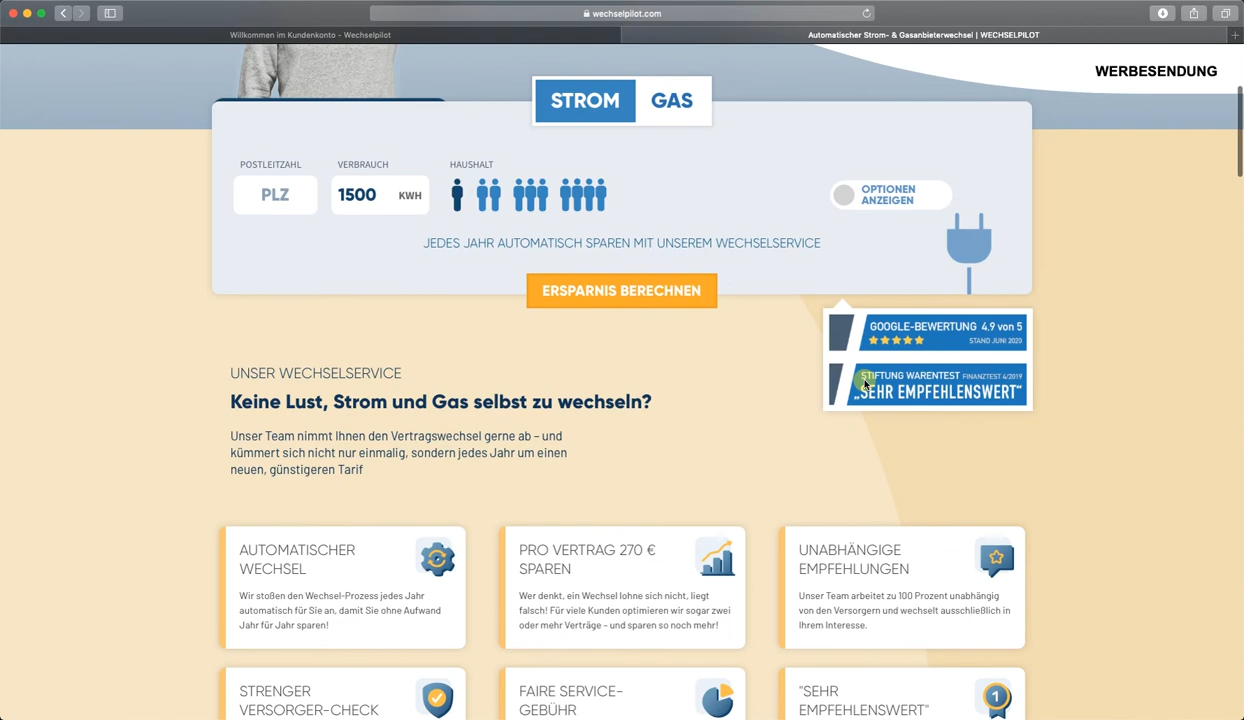 wechselpilot.com
Willkommen im Kundenkonto - Wechselpilot
Automatischer Strom- & Gasanbieterwechsel | WECHSELPILOT
WERBESENDUNG
STROM
GAS
POSTLEITZAHL
VERBRAUCH
HAUSHALT
PLZ
1500 KWH
OPTIONEN
ANZEIGEN
JEDES JAHR AUTOMATISCH SPAREN MIT UNSEREM WECHSELSERVICE
ERSPARNIS BERECHNEN
GOOGLE-BEWERTUNG 4.9 von 5
STAND JUNI 2020
STIFTUNG WARENTEST FINANZTEST 4/2019
„SEHR EMPFEHLENSWERT“
UNSER WECHSELSERVICE
Keine Lust, Strom und Gas selbst zu wechseln?
Unser Team nimmt Ihnen den Vertragswechsel gerne ab – und
kümmert sich nicht nur einmalig, sondern jedes Jahr um einen
neuen, günstigeren Tarif
AUTOMATISCHER
WECHSEL
Wir stoßen den Wechsel-Prozess jedes Jahr
automatisch für Sie an, damit Sie ohne Aufwand
Jahr für Jahr sparen!
PRO VERTRAG 270 €
SPAREN
Wer denkt, ein Wechsel lohne sich nicht, liegt
falsch! Für viele Kunden optimieren wir sogar zwei
oder mehr Verträge – und sparen so noch mehr!
UNABHÄNGIGE
EMPFEHLUNGEN
Unser Team arbeitet zu 100 Prozent unabhängig
von den Versorgern und wechselt ausschließlich in
Ihrem Interesse.
STRENGER
VERSORGER-CHECK
FAIRE SERVICE-
GEBÜHR
"SEHR
EMPFEHLENSWERT"
1